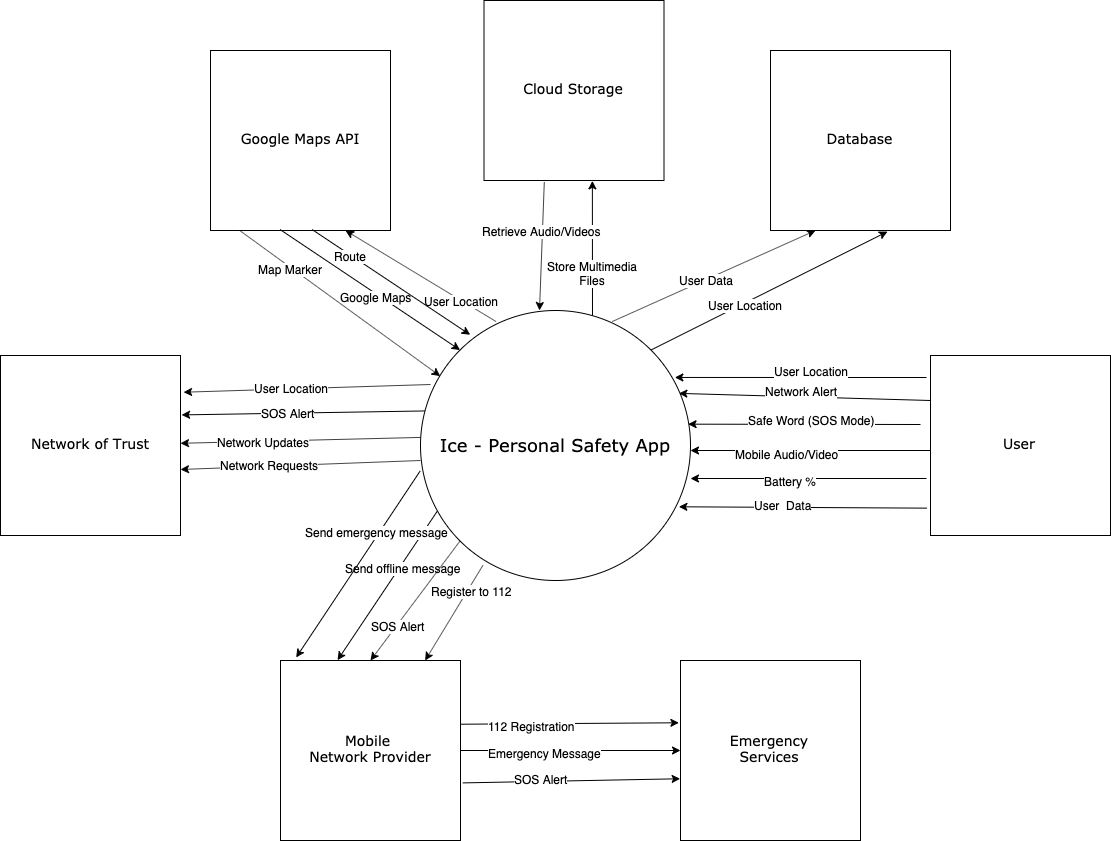 Cloud Storage
Google Maps API
Database
Retrieve Audio/Videos
Route
Map Marker
Store Multimedia
Files
User Data
Google Maps
User Location
User Location
User Location
Network Alert
User Location
SOS Alert
Safe Word (SOS Mode)
Network of Trust
Network Updates
Ice - Personal Safety App
User
Mobile Audio/Video
Network Requests
Battery %
User  Data
Send emergency message
Send offline message
Register to 112
SOS Alert
Mobile
Network Provider
112 Registration
Emergency Message
SOS Alert
Emergency
Services